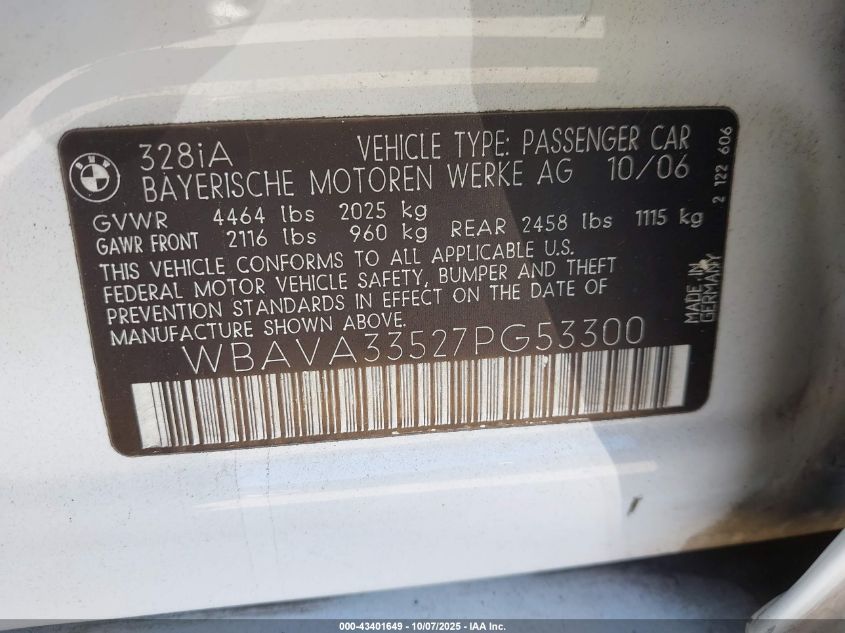 BMW
328iA VEHICLE TYPE: PASSENGER CAR
BAYERISCHE MOTOREN WERKE AG 10/06
GVWR 4464 lbs 2025 kg
GAWR FRONT 2116 lbs 960 kg REAR 2458 lbs 1115 kg
THIS VEHICLE CONFORMS TO ALL APPLICABLE U.S.
FEDERAL MOTOR VEHICLE SAFETY, BUMPER AND THEFT
PREVENTION STANDARDS IN EFFECT ON THE DATE OF
MANUFACTURE SHOWN ABOVE.
WBAVA33527PG53300
2 122 606
MADE IN
GERMANY
000-43401649 - 10/07/2025 - IAA Inc.